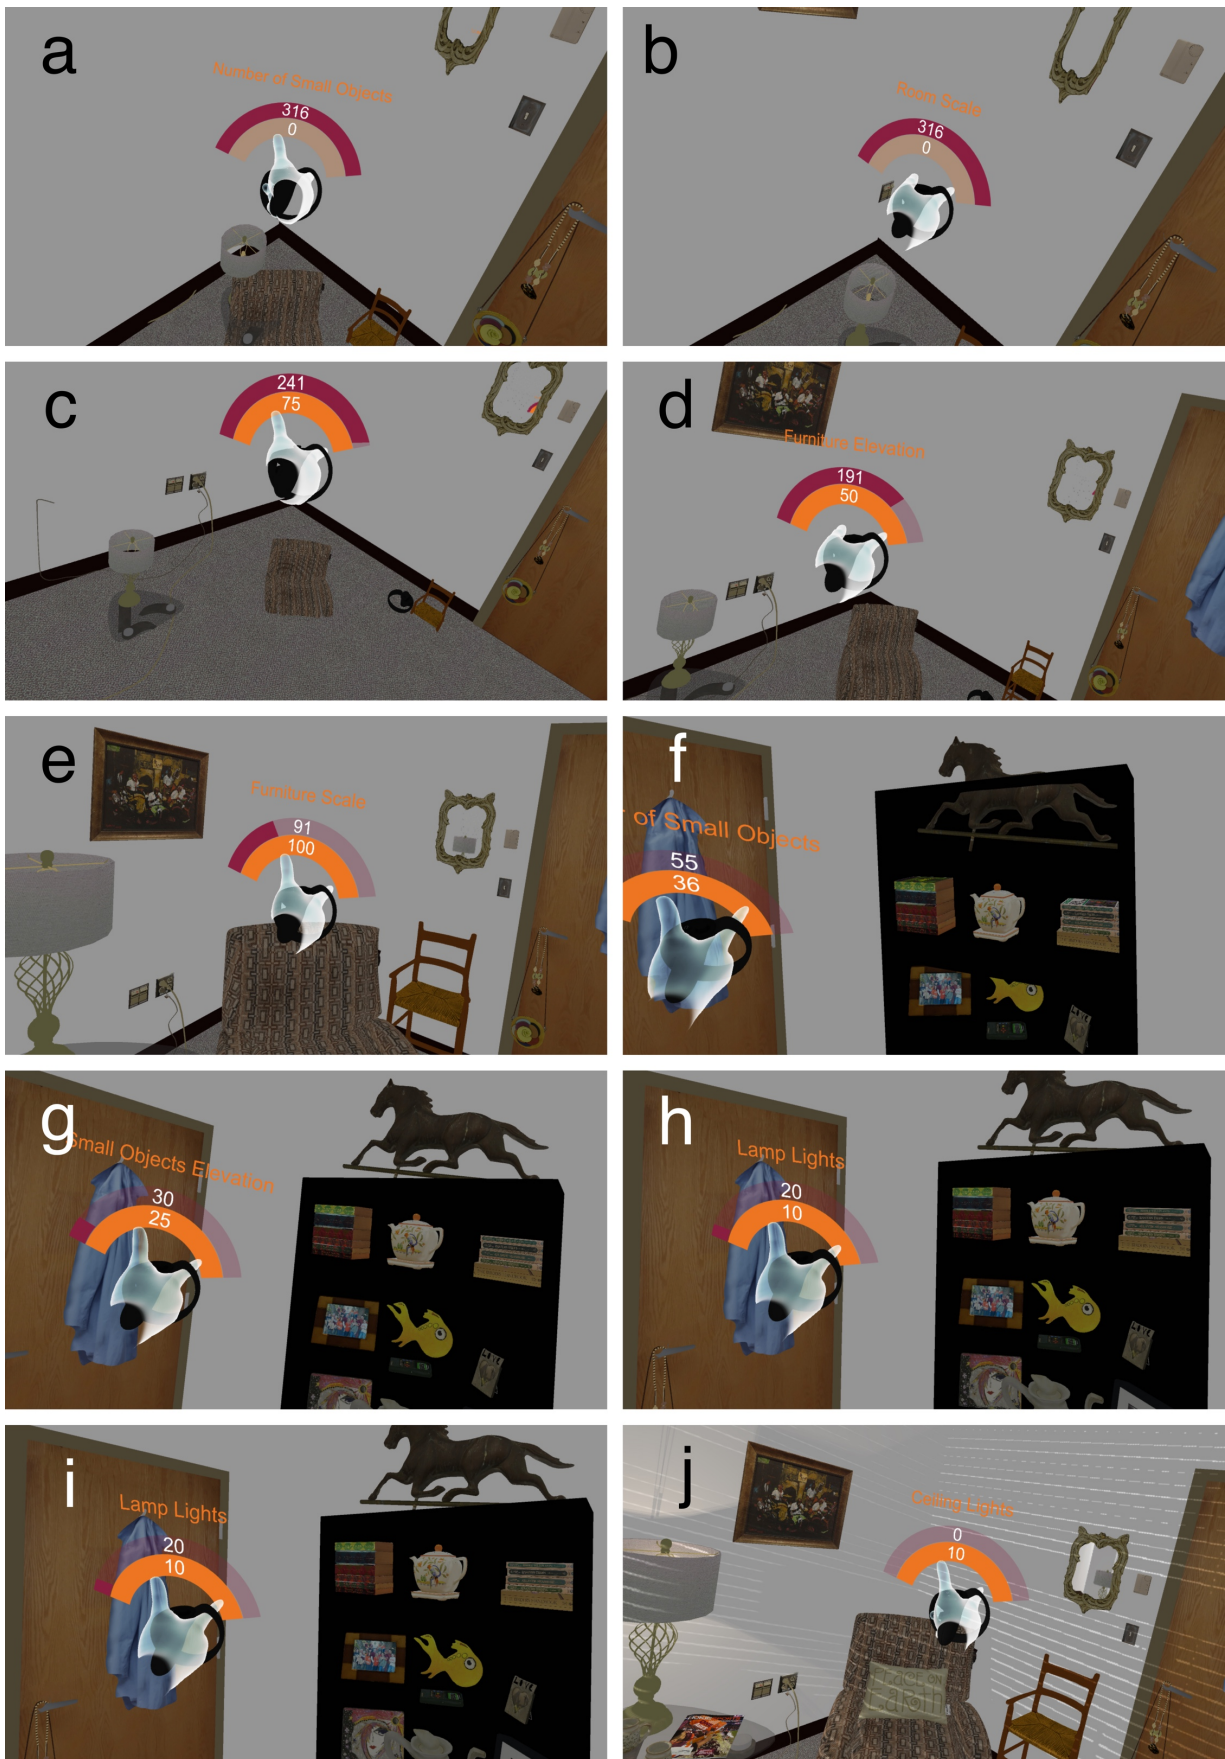 a
Number of Small Objects
316
0
b
Room Scale
316
0
c
241
75
d
Furniture Elevation
191
50
e
Furniture Scale
91
100
f
of Small Objects
55
36
g
Small Objects Elevation
30
25
h
Lamp Lights
20
10
i
Lamp Lights
20
10
j
Ceiling Lights
0
10